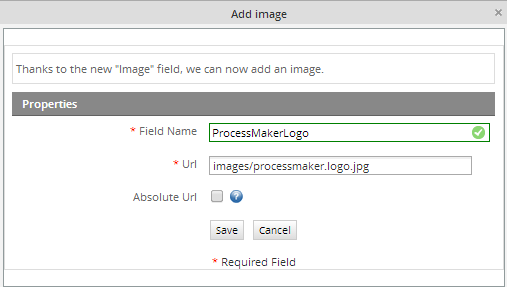 Add image
Thanks to the new "Image" field, we can now add an image.
Properties
* Field Name ProcessMakerLogo
* Url images/processmaker.logo.jpg
Absolute Url ?
Save Cancel
* Required Field